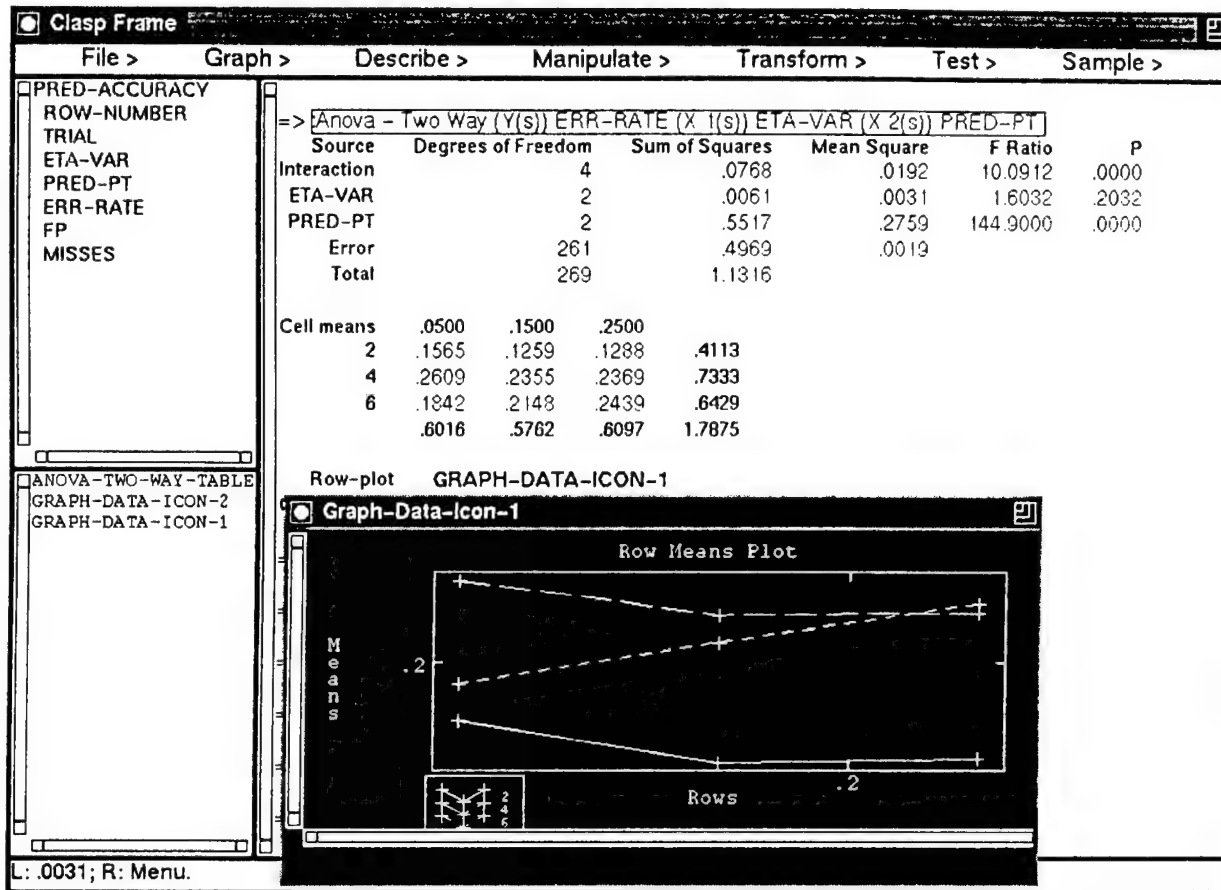 Clasp Frame
File > Graph > Describe > Manipulate > Transform > Test > Sample >
PRED-ACCURACY
ROW-NUMBER
TRIAL
ETA-VAR
PRED-PT
ERR-RATE
FP
MISSES
=> Anova - Two Way (Y(s)) ERR-RATE (X 1(s)) ETA-VAR (X 2(s)) PRED-PT
Source Degrees of Freedom Sum of Squares Mean Square F Ratio P
Interaction 4 .0768 .0192 10.0912 .0000
ETA-VAR 2 .0061 .0031 1.6032 .2032
PRED-PT 2 .5517 .2759 144.9000 .0000
Error 261 .4969 .0019
Total 269 1.1316
Cell means .0500 .1500 .2500
2 .1565 .1259 .1288 .4113
4 .2609 .2355 .2369 .7333
6 .1842 .2148 .2439 .6429
.6016 .5762 .6097 1.7875
Row-plot GRAPH-DATA-ICON-1
ANOVA-TWO-WAY-TABLE
GRAPH-DATA-ICON-2
GRAPH-DATA-ICON-1
Graph-Data-Icon-1
Row Means Plot
Means
.2
.2
Rows
2
4
6
L: .0031; R: Menu.